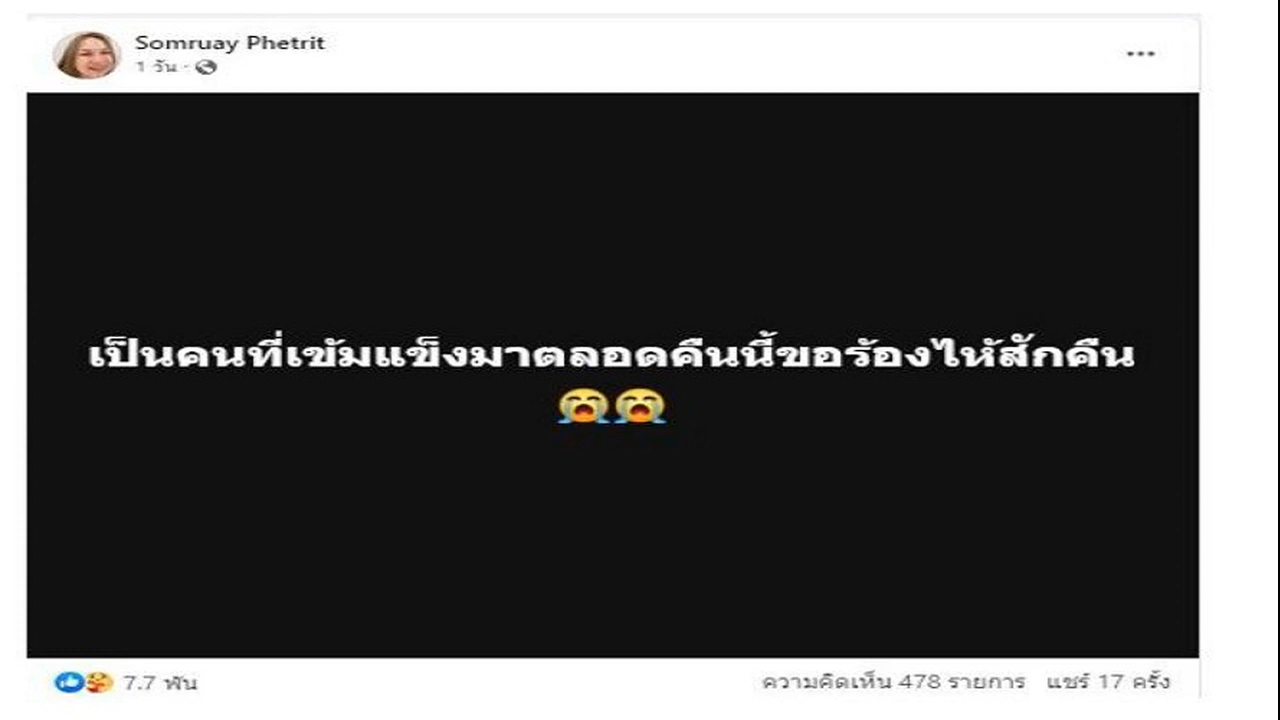 Somruay Phetrit
1 วัน ·
เป็นคนที่เข้มแข็งมาตลอดคืนนี้ขอร้องไห้สักคืน
😭😭
7.7 พัน
ความคิดเห็น 478 รายการ แชร์ 17 ครั้ง